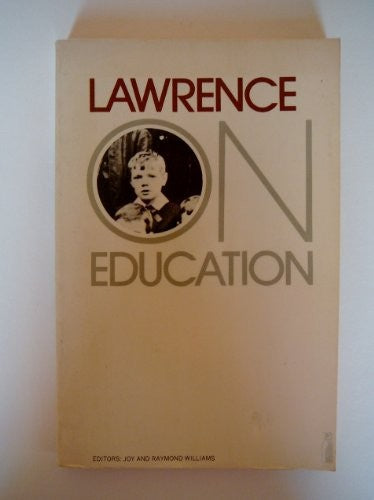 LAWRENCE
ON
EDUCATION
EDITORS: JOY AND RAYMOND WILLIAMS